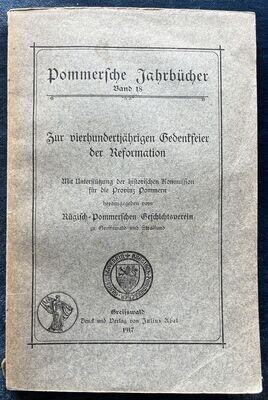 Pommersche Jahrbücher
Band 18
Zur vierhundertjährigen Gedenkfeier
der Reformation
Mit Unterstützung der historischen Kommission
für die Provinz Pommern
herausgegeben vom
Rügisch-Pommerschen Geschichtsverein
zu Greifswald und Stralsund
Greifswald
Druck und Verlag von Julius Abel
1917